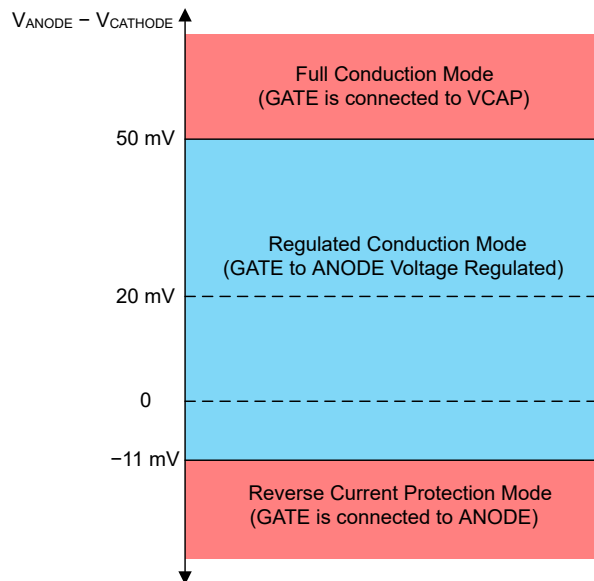 VANODE – VCATHODE
Full Conduction Mode
(GATE is connected to VCAP)
50 mV
Regulated Conduction Mode
(GATE to ANODE Voltage Regulated)
20 mV
0
−11 mV
Reverse Current Protection Mode
(GATE is connected to ANODE)